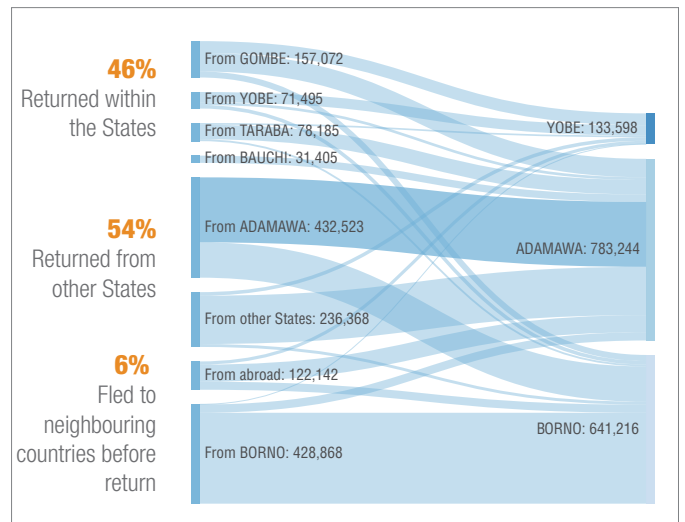 46%
Returned within
the States
54%
Returned from
other States
6%
Fled to
neighbouring
countries before
return
From GOMBE: 157,072
From YOBE: 71,495
From TARABA: 78,185
From BAUCHI: 31,405
From ADAMAWA: 432,523
From other States: 236,368
From abroad: 122,142
From BORNO: 428,868
YOBE: 133,598
ADAMAWA: 783,244
BORNO: 641,216